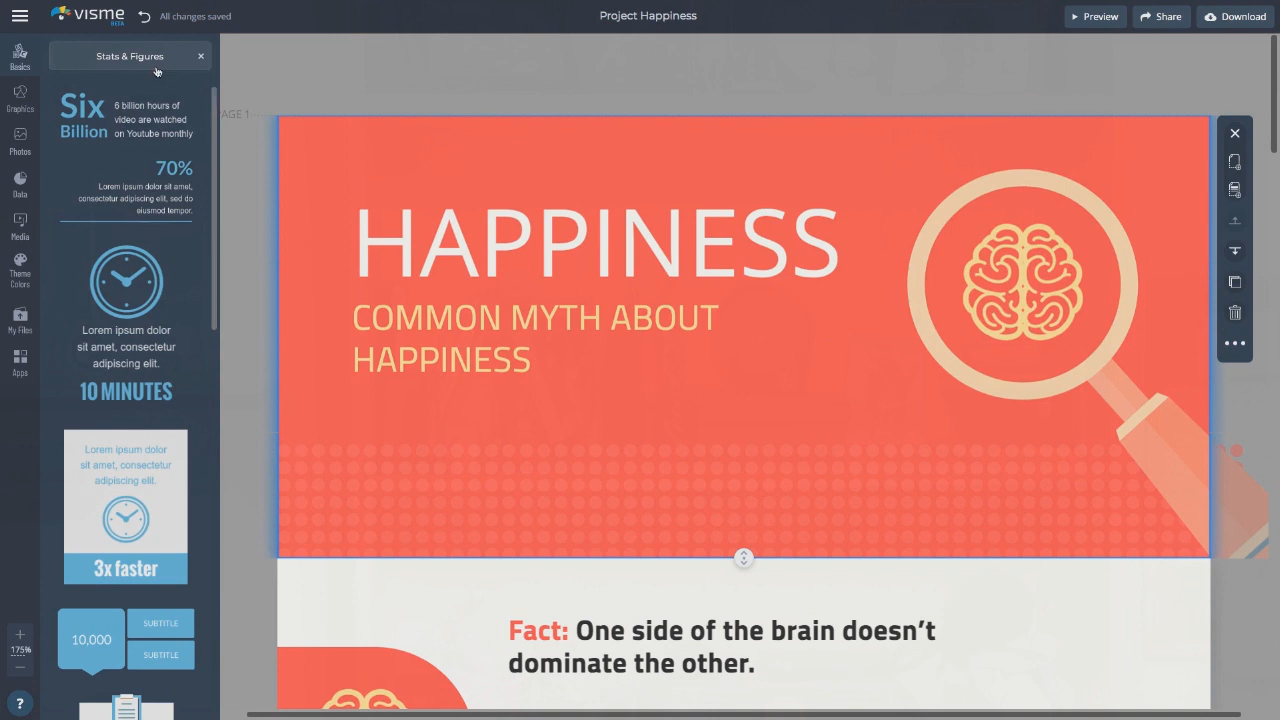 visme
BETA
All changes saved
Project Happiness
Preview
Share
Download
Basics
Graphics
Photos
Data
Media
Theme
Colors
My Files
Apps
175%
?
Stats & Figures
Six
Billion
6 billion hours of
video are watched
on Youtube monthly
70%
Lorem ipsum dolor sit amet,
consectetur adipiscing elit, sed do
eiusmod tempor.
Lorem ipsum dolor
sit amet, consectetur
adipiscing elit.
10 MINUTES
Lorem ipsum dolor
sit amet, consectetur
adipiscing elit.
3x faster
10,000
SUBTITLE
SUBTITLE
AGE 1
HAPPINESS
COMMON MYTH ABOUT
HAPPINESS
Fact: One side of the brain doesn't
dominate the other.